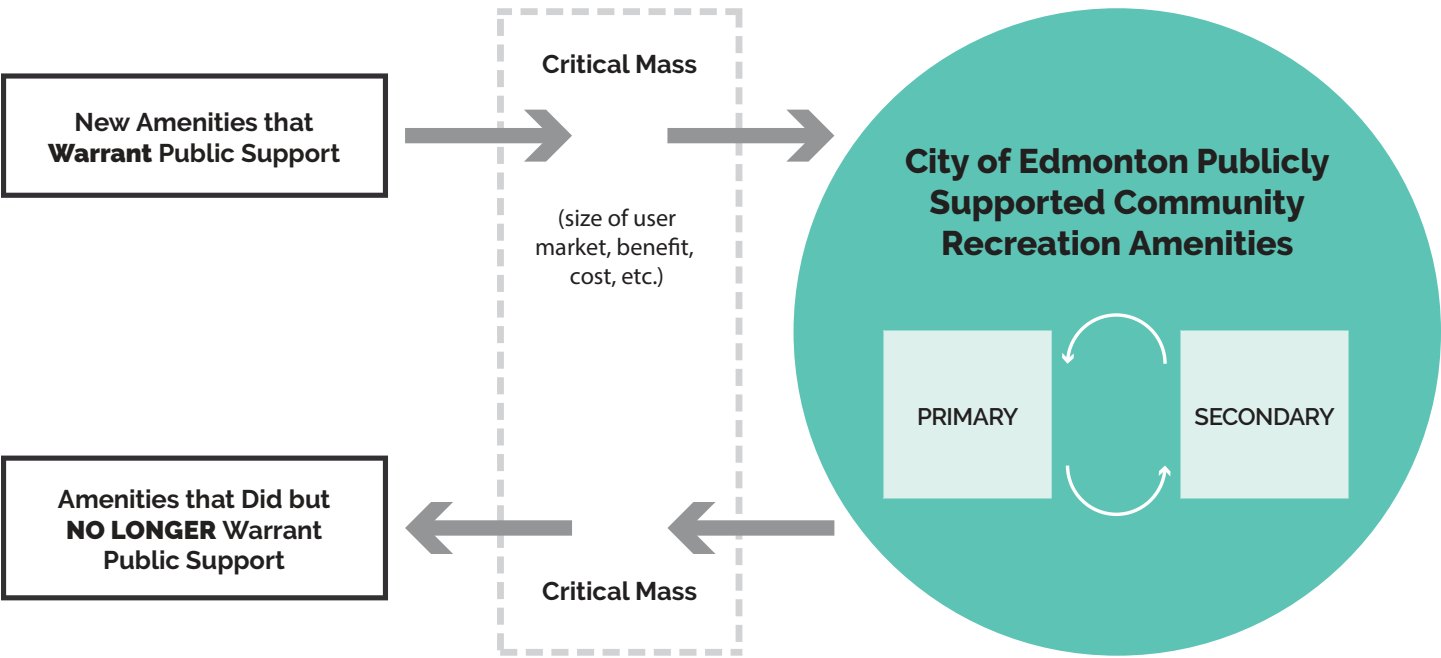 Critical Mass
New Amenities that
Warrant Public Support
(size of user
market, benefit,
cost, etc.)
City of Edmonton Publicly
Supported Community
Recreation Amenities
PRIMARY
SECONDARY
Amenities that Did but
NO LONGER Warrant
Public Support
Critical Mass